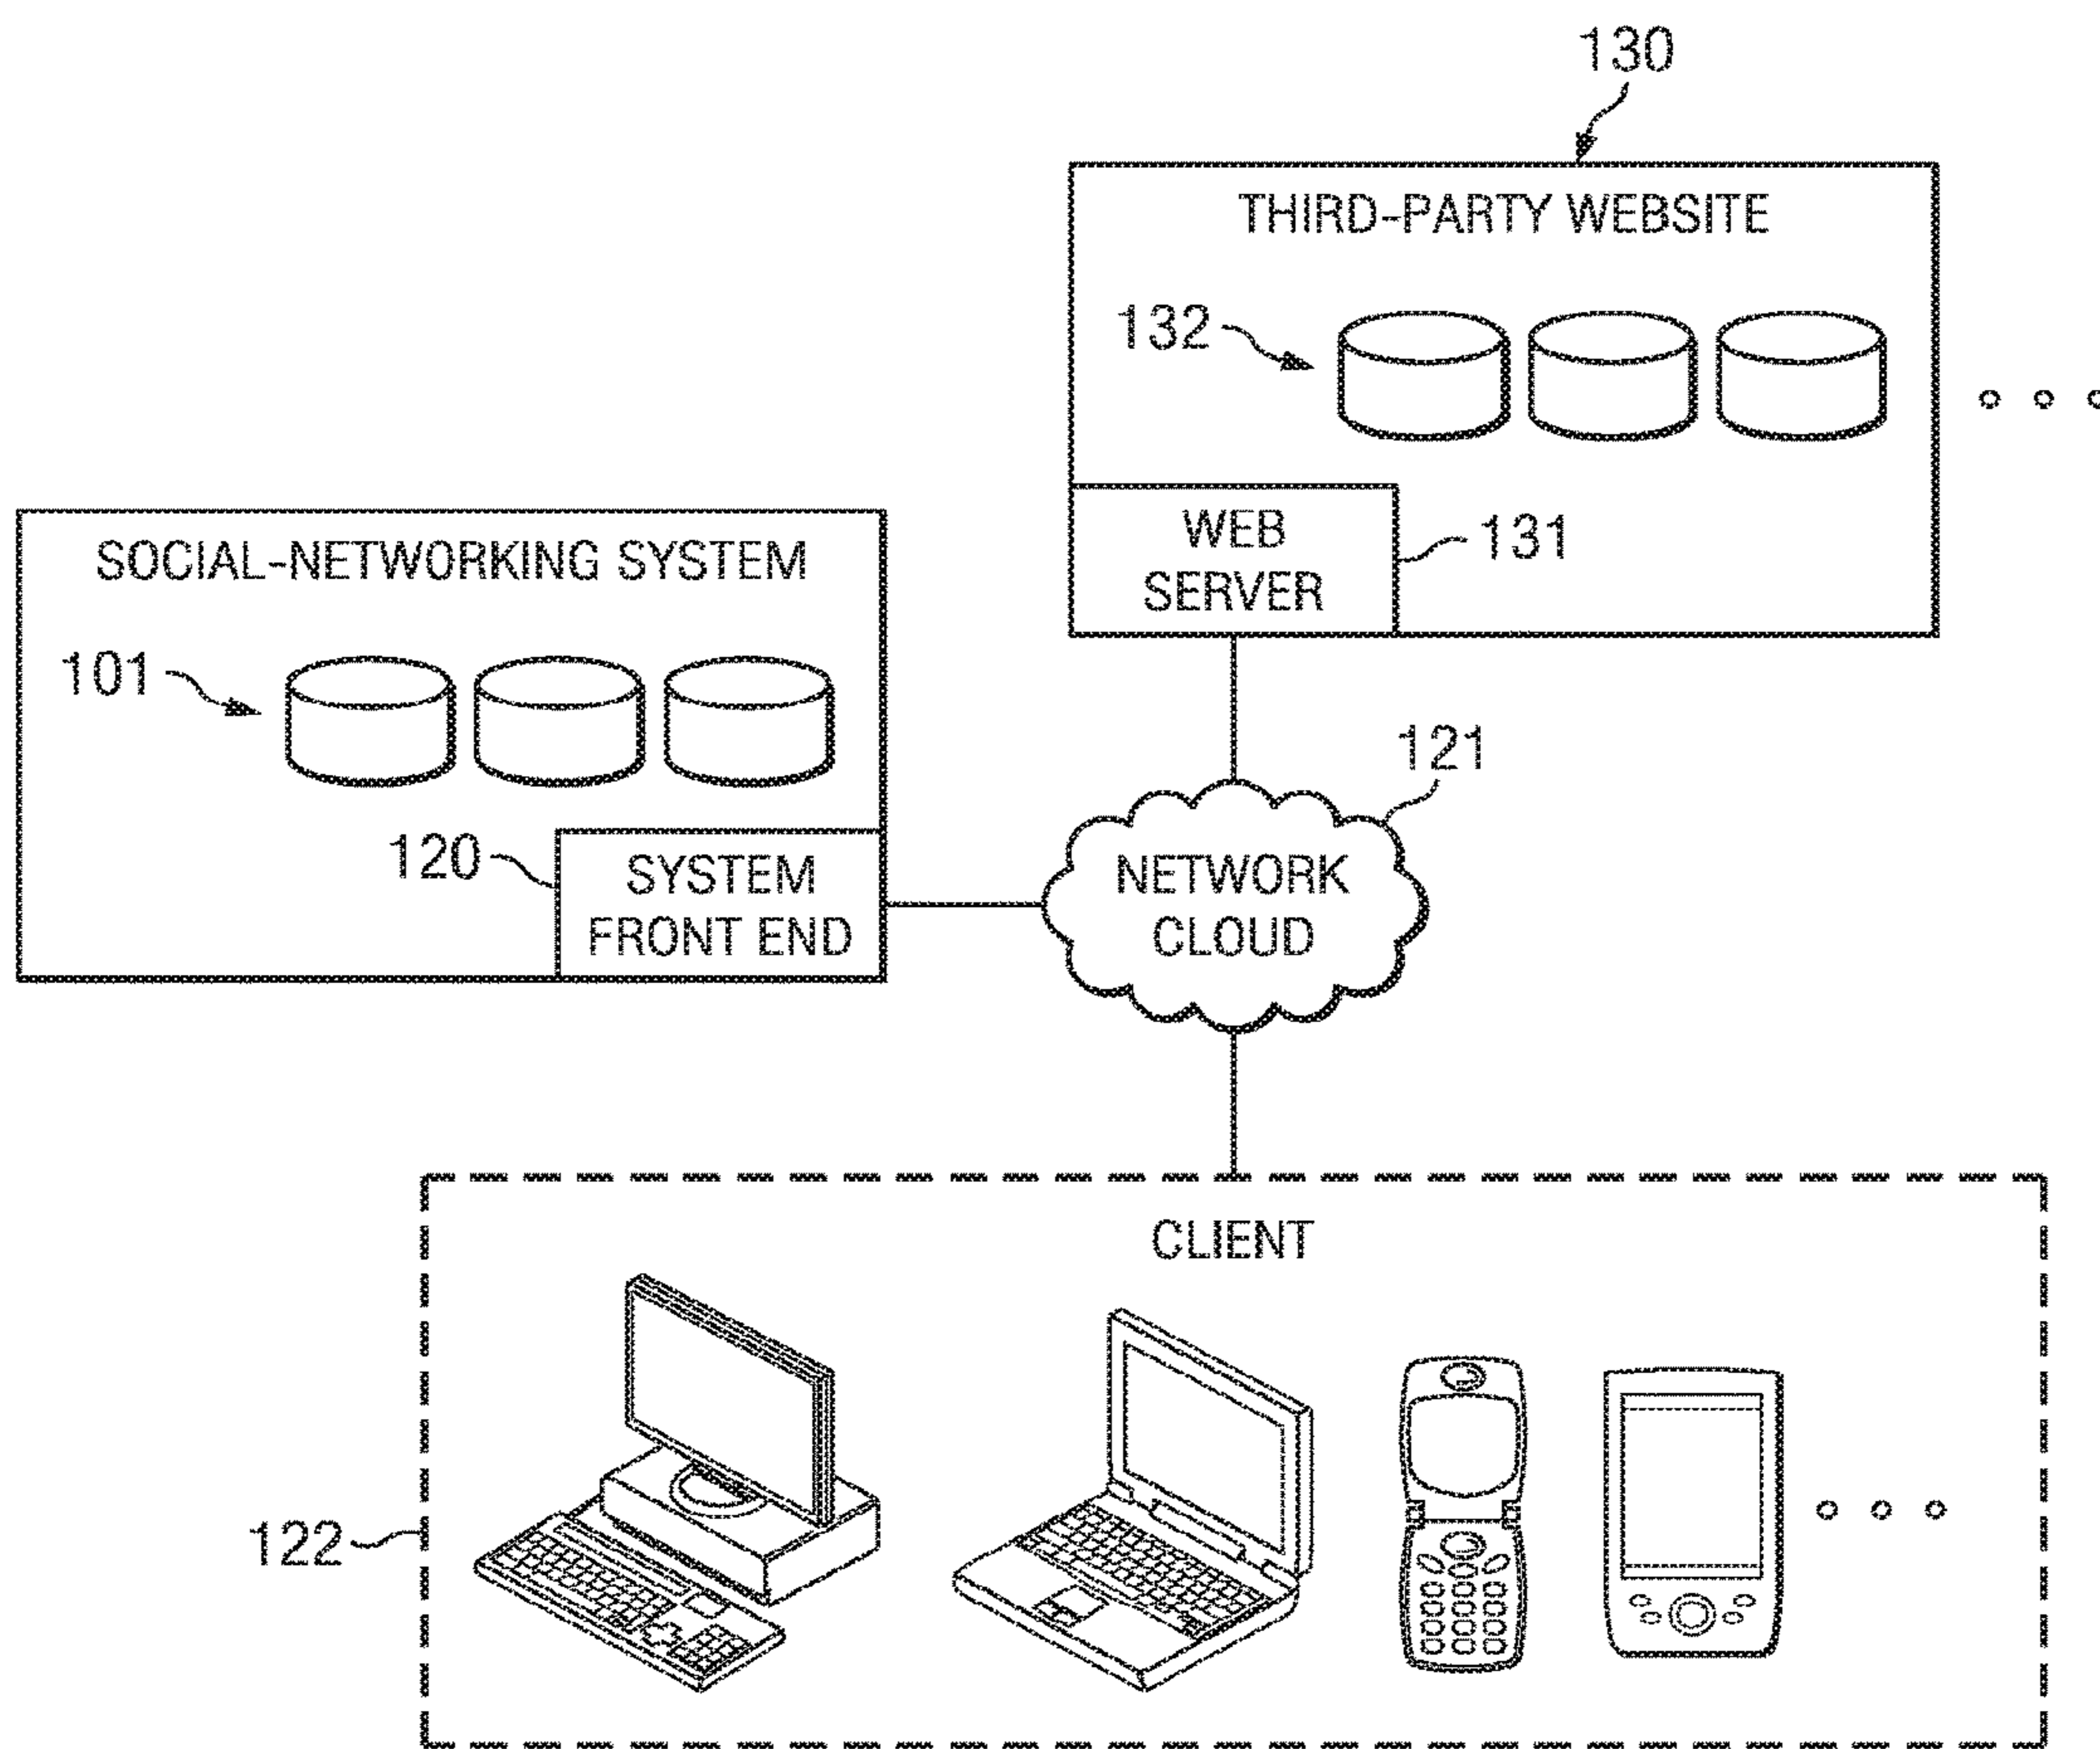 130
THIRD-PARTY WEBSITE
132
WEB
SERVER
131
SOCIAL-NETWORKING SYSTEM
101
120
SYSTEM
FRONT END
121
NETWORK
CLOUD
CLIENT
122